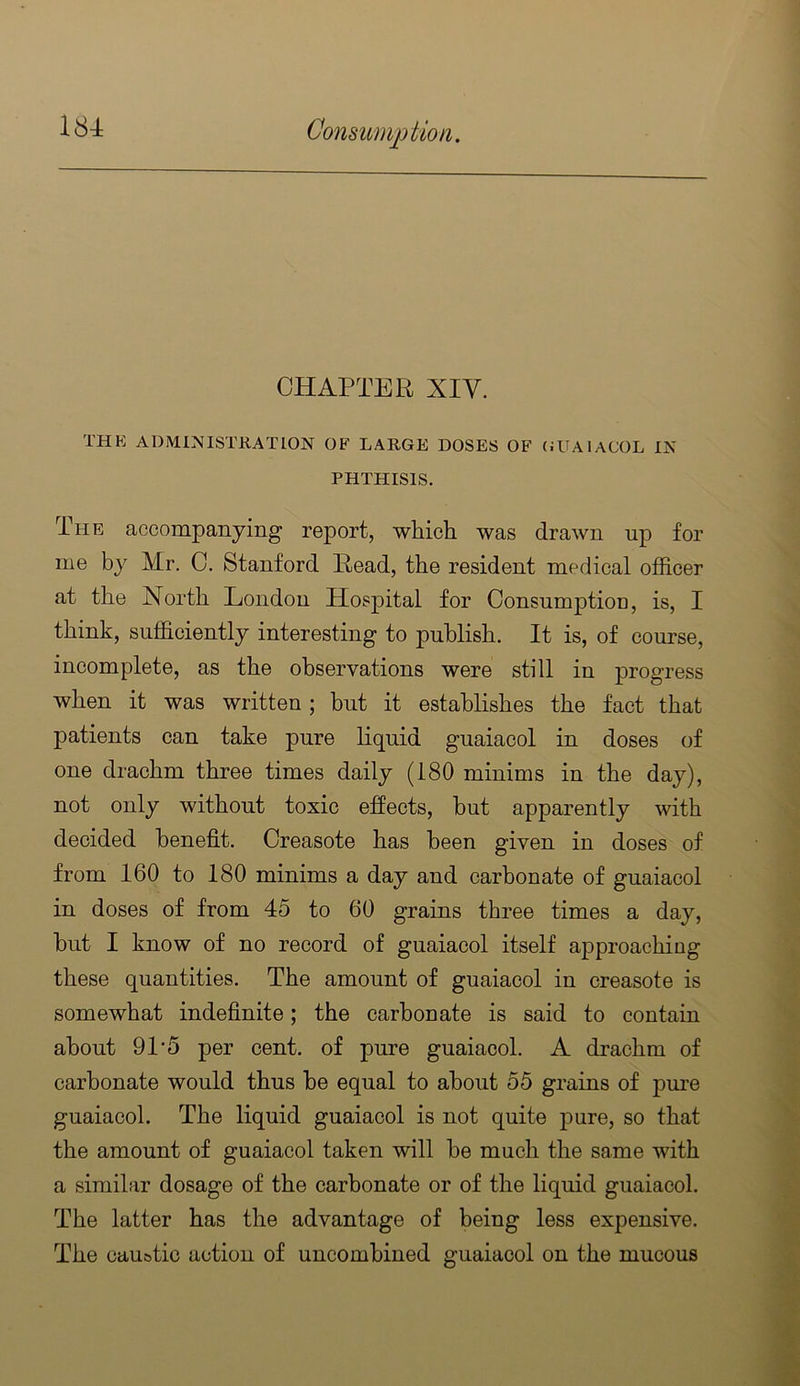 184 Consumption.
CHAPTER XIV.
THE ADMINISTRATION OF LARGE DOSES OF GUAIACOL IN
PHTHISIS.
The accompanying report, which was drawn up for
me by Mr. C. Stanford Read, the resident medical officer
at the North London Hospital for Consumption, is, I
think, sufficiently interesting to publish. It is, of course,
incomplete, as the observations were still in progress
when it was written; but it establishes the fact that
patients can take pure liquid guaiacol in doses of
one drachm three times daily (180 minims in the day),
not only without toxic effects, but apparently with
decided benefit. Creasote has been given in doses of
from 160 to 180 minims a day and carbonate of guaiacol
in doses of from 45 to 60 grains three times a day,
but I know of no record of guaiacol itself approaching
these quantities. The amount of guaiacol in creasote is
somewhat indefinite; the carbonate is said to contain
about 91·5 per cent. of pure guaiacol. A drachm of
carbonate would thus be equal to about 55 grains of pure
guaiacol. The liquid guaiacol is not quite pure, so that
the amount of guaiacol taken will be much the same with
a similar dosage of the carbonate or of the liquid guaiacol.
The latter has the advantage of being less expensive.
The caustic action of uncombined guaiacol on the mucous